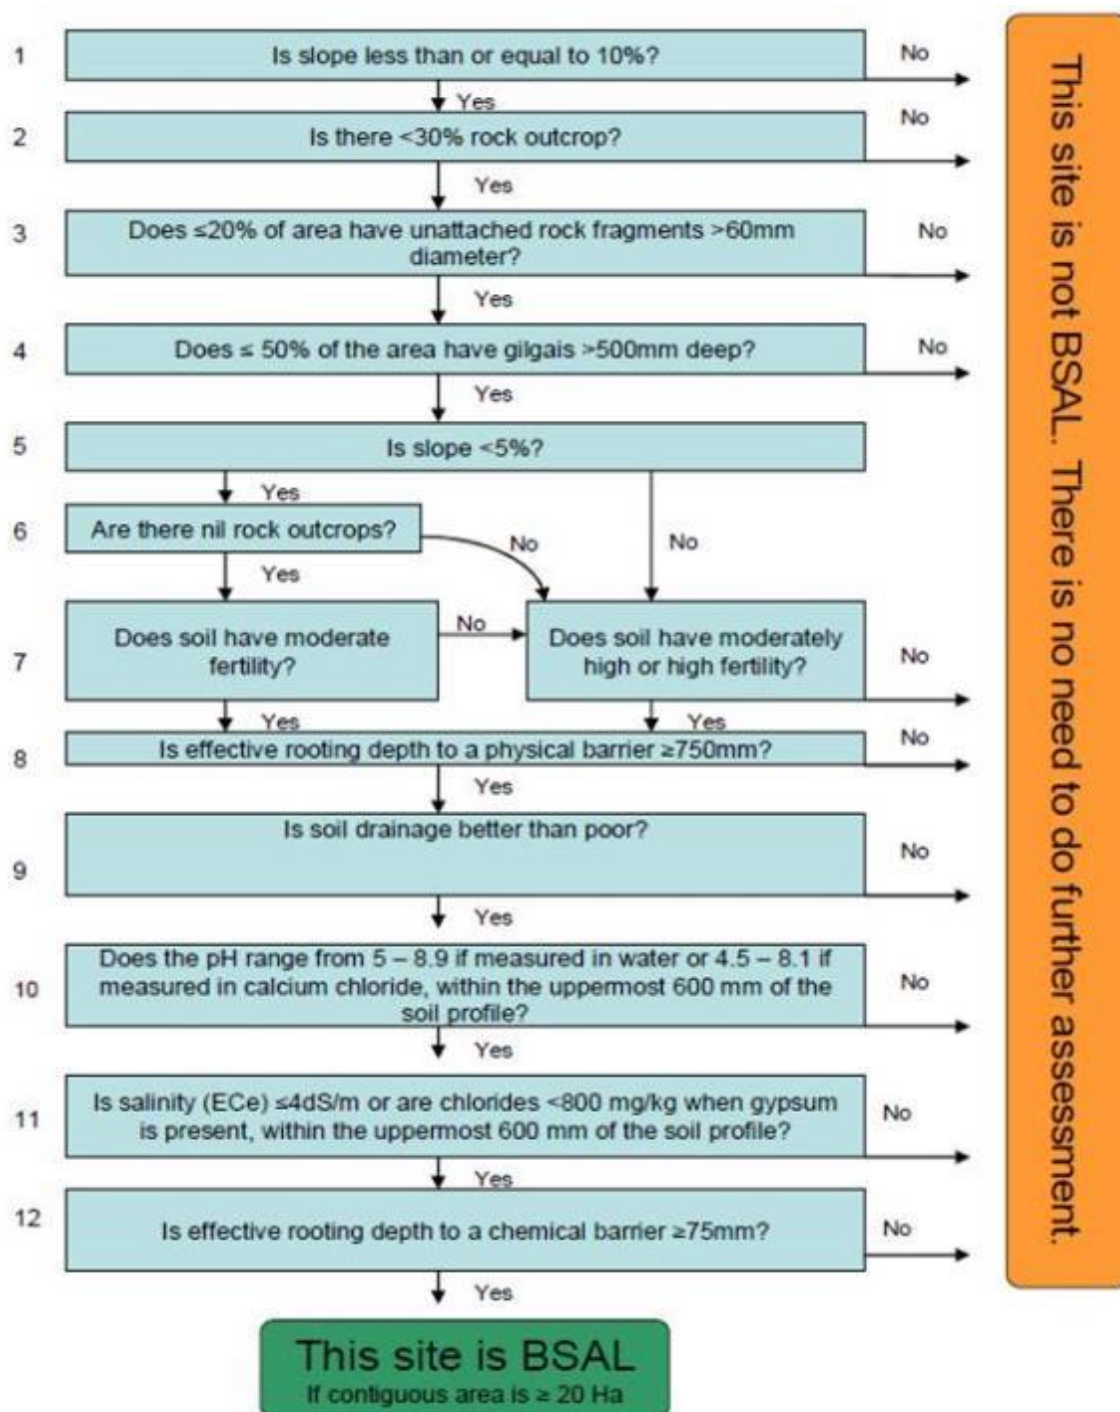 1
Is slope less than or equal to 10%?
No
Yes
2
Is there <30% rock outcrop?
No
Yes
3
Does ≤20% of area have unattached rock fragments >60mm
diameter?
No
Yes
4
Does ≤ 50% of the area have gilgais >500mm deep?
No
Yes
5
Is slope <5%?
Yes
No
6
Are there nil rock outcrops?
No
Yes
7
Does soil have moderate
fertility?
No
Does soil have moderately
high or high fertility?
No
Yes
Yes
8
Is effective rooting depth to a physical barrier ≥750mm?
No
Yes
9
Is soil drainage better than poor?
No
Yes
10
Does the pH range from 5 – 8.9 if measured in water or 4.5 – 8.1 if
measured in calcium chloride, within the uppermost 600 mm of the
soil profile?
No
Yes
11
Is salinity (ECe) ≤4dS/m or are chlorides <800 mg/kg when gypsum
is present, within the uppermost 600 mm of the soil profile?
No
Yes
12
Is effective rooting depth to a chemical barrier ≥75mm?
No
Yes
This site is BSAL
If contiguous area is ≥ 20 Ha
This site is not BSAL. There is no need to do further assessment.